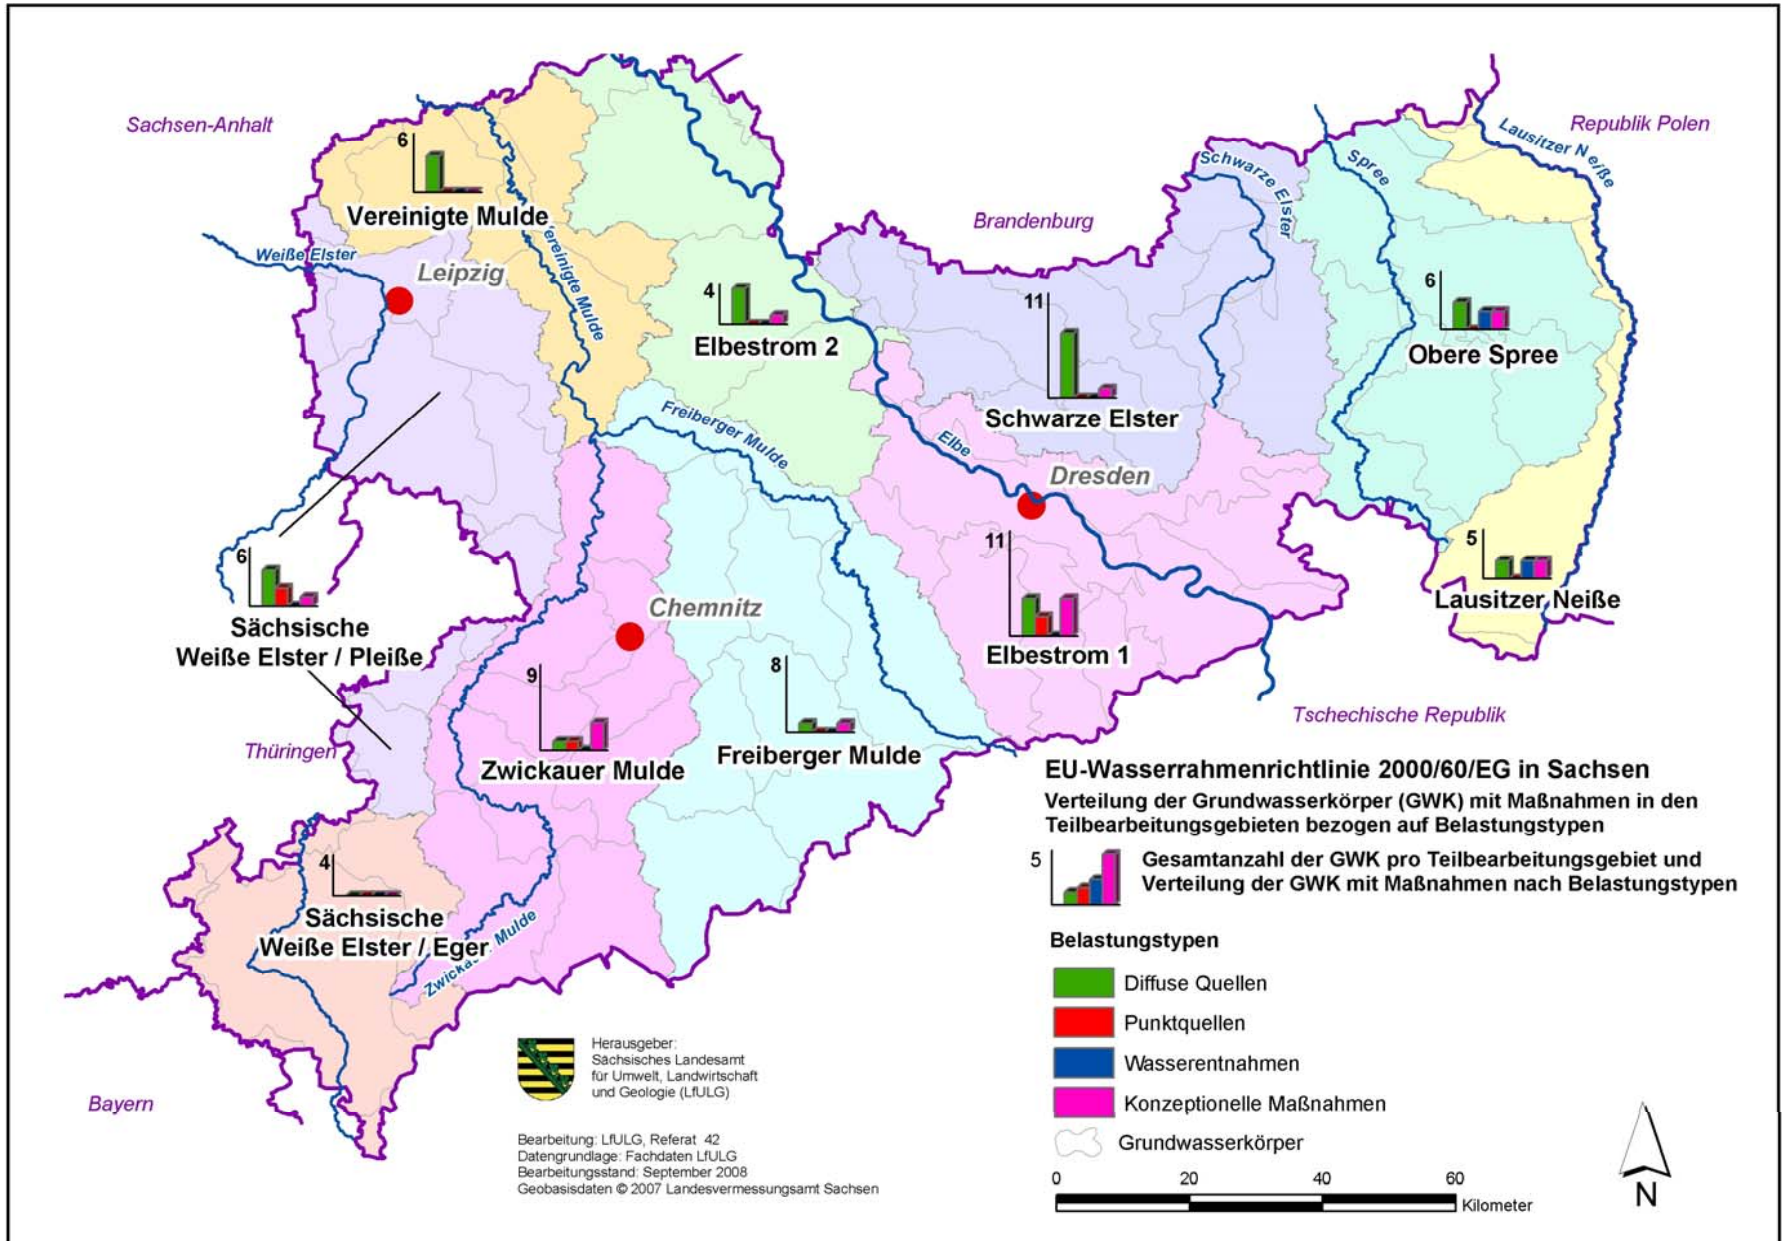 Sachsen-Anhalt
Republik Polen
Lausitzer Neiße
Schwarze Elster
Spree
Brandenburg
6
Vereinigte Mulde
Vereinigte Mulde
Weiße Elster
Leipzig
4
Elbestrom 2
11
Schwarze Elster
6
Obere Spree
Freiberger Mulde
Elbe
Dresden
11
Elbestrom 1
5
Lausitzer Neiße
6
Sächsische
Weiße Elster / Pleiße
Chemnitz
9
Zwickauer Mulde
8
Freiberger Mulde
Tschechische Republik
Thüringen
4
Sächsische
Weiße Elster / Eger
Mulde
Bayern
EU-Wasserrahmenrichtlinie 2000/60/EG in Sachsen
Verteilung der Grundwasserkörper (GWK) mit Maßnahmen in den
Teilbearbeitungsgebieten bezogen auf Belastungstypen
5
Gesamtanzahl der GWK pro Teilbearbeitungsgebiet und
Verteilung der GWK mit Maßnahmen nach Belastungstypen
Belastungstypen
Diffuse Quellen
Punktquellen
Wasserentnahmen
Konzeptionelle Maßnahmen
Grundwasserkörper
0 20 40 60
Kilometer
N
Herausgeber:
Sächsisches Landesamt
für Umwelt, Landwirtschaft
und Geologie (LfULG)
Bearbeitung: LfULG, Referat 42
Datengrundlage: Fachdaten LfULG
Bearbeitungsstand: September 2008
Geobasisdaten © 2007 Landesvermessungsamt Sachsen